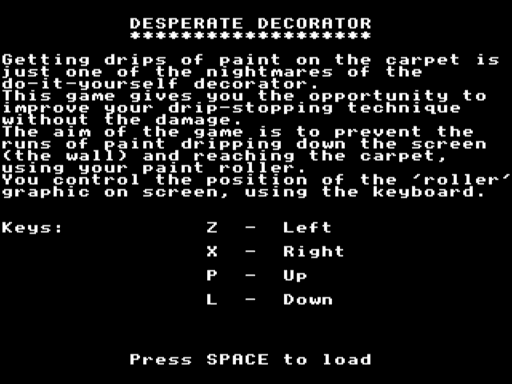 DESPERATE DECORATOR
*******************
Getting drips of paint on the carpet is
just one of the nightmares of the
do-it-yourself decorator.
This game gives you the opportunity to
improve your drip-stopping technique
without the damage.
The aim of the game is to prevent the
runs of paint dripping down the screen
(the wall) and reaching the carpet,
using your paint roller.
You control the position of the 'roller'
graphic on screen, using the keyboard.
Keys: Z - Left
X - Right
P - Up
L - Down
Press SPACE to load